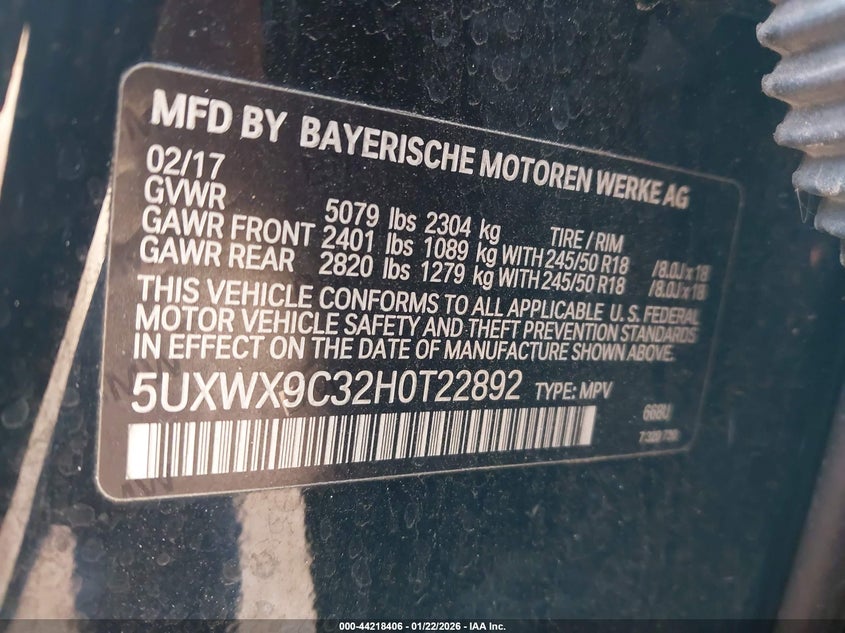 MFD BY BAYERISCHE MOTOREN WERKE AG
02/17
GVWR 5079 lbs 2304 kg TIRE / RIM
GAWR FRONT 2401 lbs 1089 kg WITH 245/50 R18 /8.0J x 18
GAWR REAR 2820 lbs 1279 kg WITH 245/50 R18 /8.0J x 18
THIS VEHICLE CONFORMS TO ALL APPLICABLE U.S. FEDERAL
MOTOR VEHICLE SAFETY AND THEFT PREVENTION STANDARDS
IN EFFECT ON THE DATE OF MANUFACTURE SHOWN ABOVE.
5UXWX9C32H0T22892 TYPE: MPV
000-44218406 - 01/22/2026 - IAA Inc.